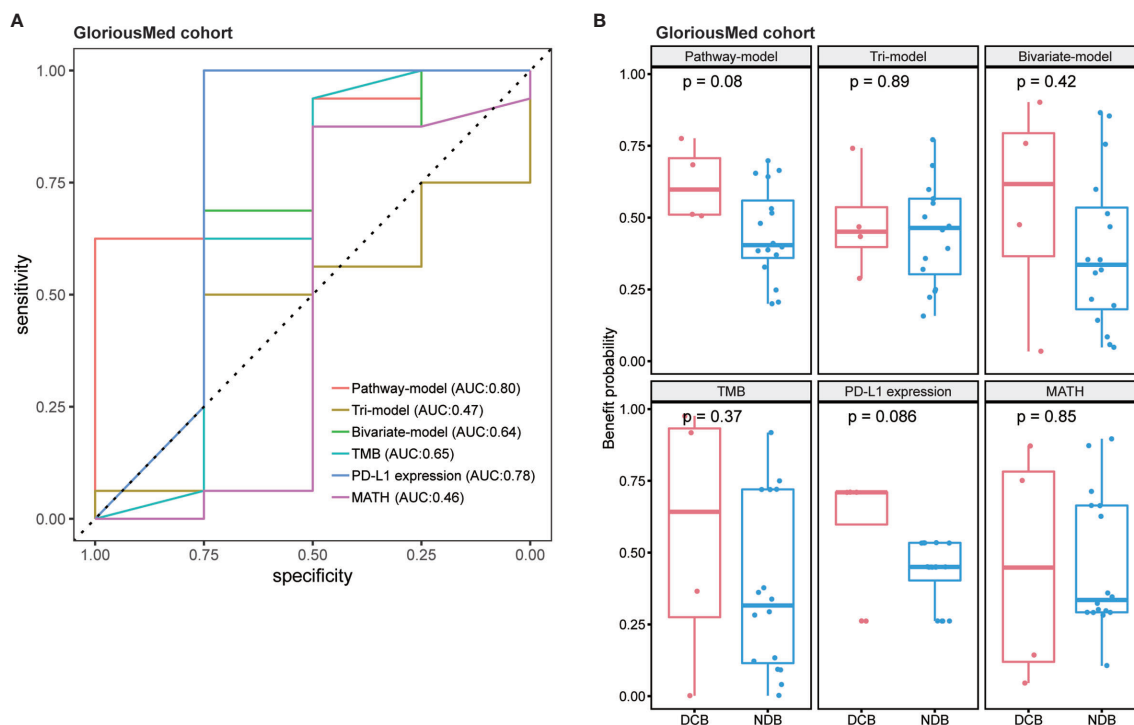 A
GloriousMed cohort
1.00
0.75
0.50
0.25
0.00
sensitivity
Pathway-model (AUC:0.80)
Tri-model (AUC:0.47)
Bivariate-model (AUC:0.64)
TMB (AUC:0.65)
PD-L1 expression (AUC:0.78)
MATH (AUC:0.46)
1.00 0.75 0.50 0.25 0.00
specificity
B
GloriousMed cohort
Pathway-model Tri-model Bivariate-model
p = 0.08 p = 0.89 p = 0.42
1.00
0.75
0.50
0.25
0.00
Benefit probability
TMB PD-L1 expression MATH
p = 0.37 p = 0.086 p = 0.85
1.00
0.75
0.50
0.25
0.00
DCB NDB DCB NDB DCB NDB